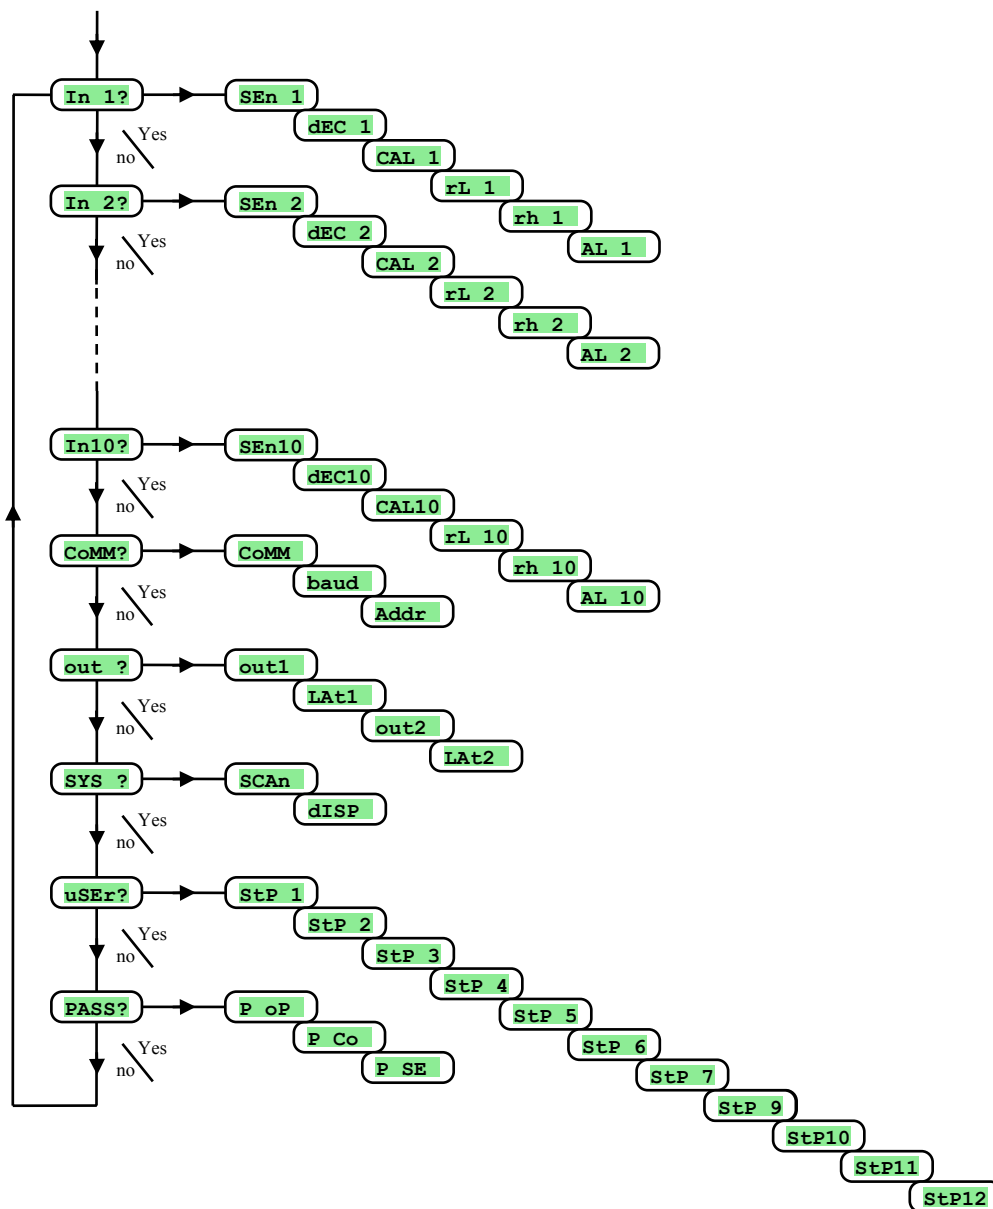 In 1?
SEn 1
dEC 1
CAL 1
rL 1
rh 1
AL 1
Yes
no
In 2?
SEn 2
dEC 2
CAL 2
rL 2
rh 2
AL 2
Yes
no
In10?
SEn10
dEC10
CAL10
rL 10
rh 10
AL 10
Yes
no
CoMM?
CoMM
baud
Addr
Yes
no
out ?
out1
LAt1
out2
LAt2
Yes
no
SYS ?
SCAn
dISP
Yes
no
uSEr?
StP 1
StP 2
StP 3
StP 4
StP 5
StP 6
StP 7
StP 9
StP10
StP11
StP12
Yes
no
PASS?
P oP
P Co
P SE
Yes
no